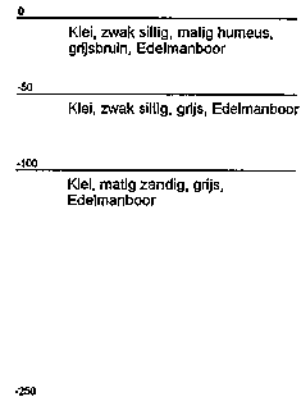 0
Klei, zwak siltig, matig humeus,
grijsbruin, Edelmanboor
-50
Klei, zwak siltig, grijs, Edelmanboor
-100
Klei, matig zandig, grijs,
Edelmanboor
-250